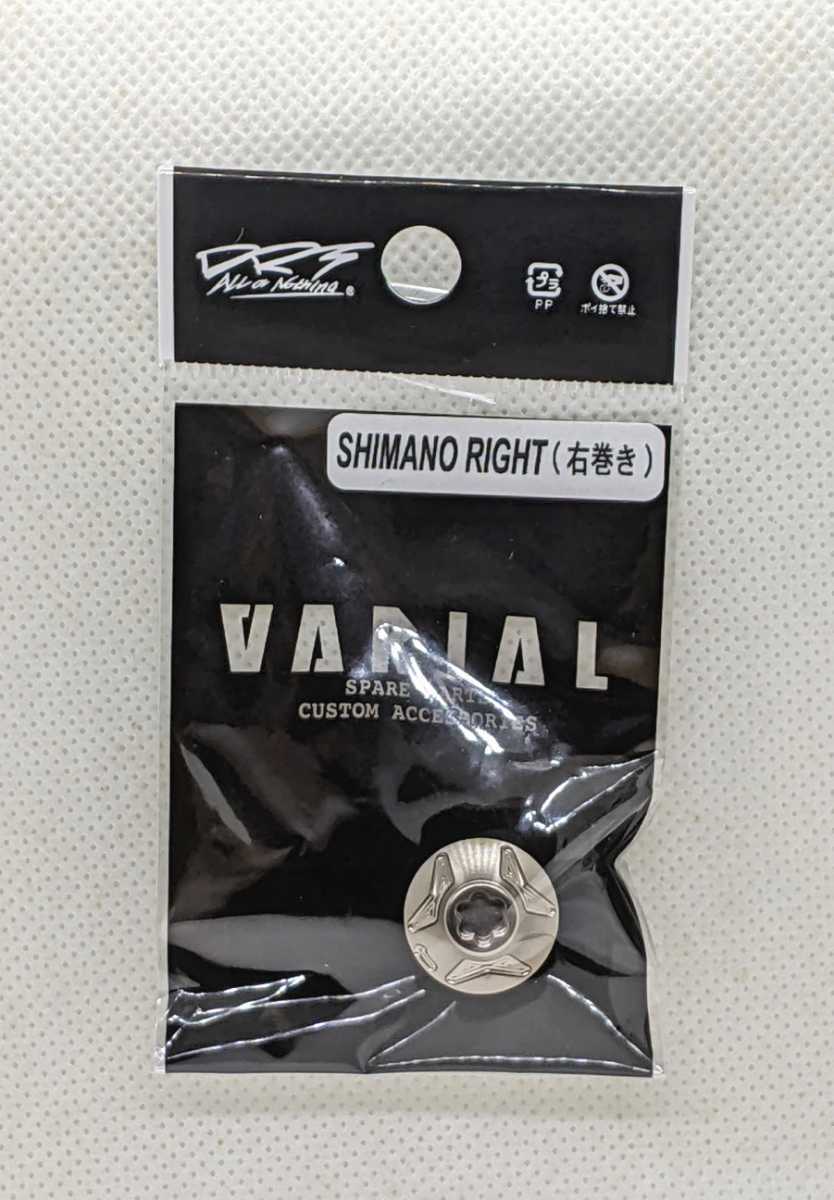 DRT
ALL or Nothing ®
プラ
PP
ポイ捨て禁止
SHIMANO RIGHT(右巻き)
VARIAL
SPARE PARTS
CUSTOM ACCESSORIES